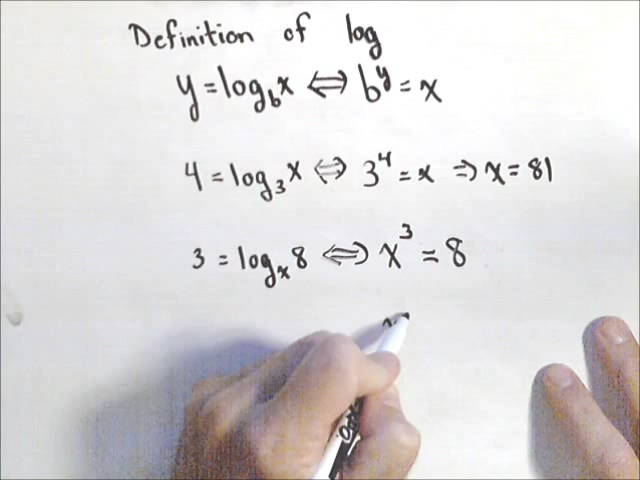 Definition of log
y = log_b x ⟺ b^y = x
4 = log_3 x ⟺ 3^4 = x ⇒ x = 81
3 = log_x 8 ⟺ x^3 = 8